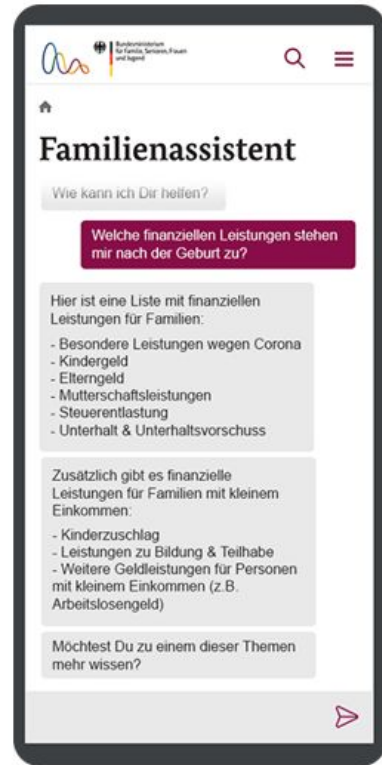 Bundesministerium
für Familie, Senioren, Frauen
und Jugend
Familienassistent
Wie kann ich Dir helfen?
Welche finanziellen Leistungen stehen
mir nach der Geburt zu?
Hier ist eine Liste mit finanziellen
Leistungen für Familien:
- Besondere Leistungen wegen Corona
- Kindergeld
- Elterngeld
- Mutterschaftsleistungen
- Steuerentlastung
- Unterhalt & Unterhaltsvorschuss
Zusätzlich gibt es finanzielle
Leistungen für Familien mit kleinem
Einkommen:
- Kinderzuschlag
- Leistungen zu Bildung & Teilhabe
- Weitere Geldleistungen für Personen
mit kleinem Einkommen (z.B.
Arbeitslosengeld)
Möchtest Du zu einem dieser Themen
mehr wissen?